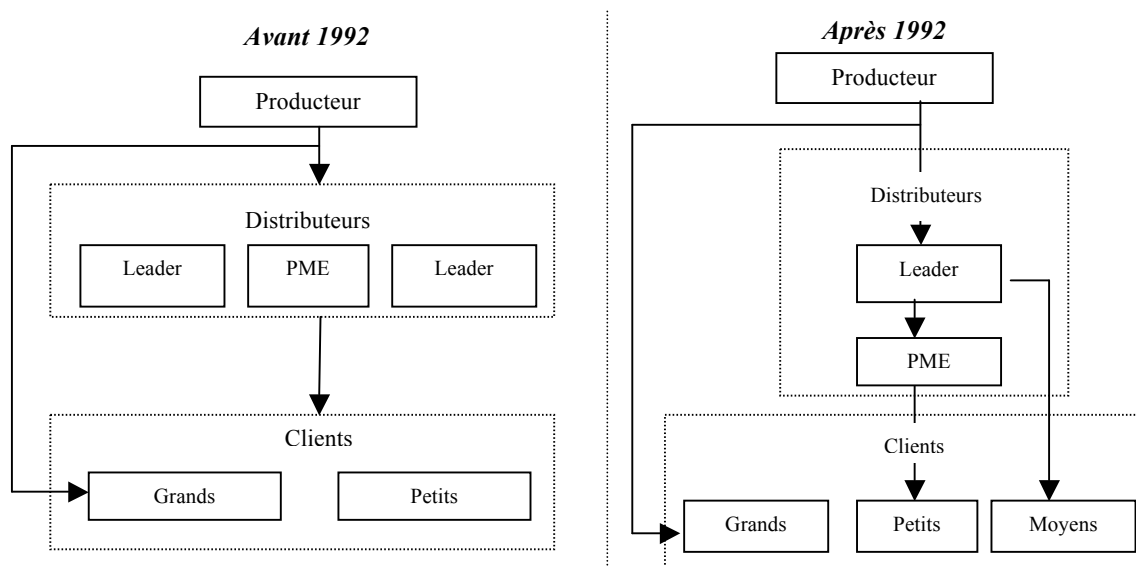 Avant 1992
Producteur
Distributeurs
Leader
PME
Leader
Clients
Grands
Petits
Après 1992
Producteur
Distributeurs
Leader
PME
Clients
Grands
Petits
Moyens